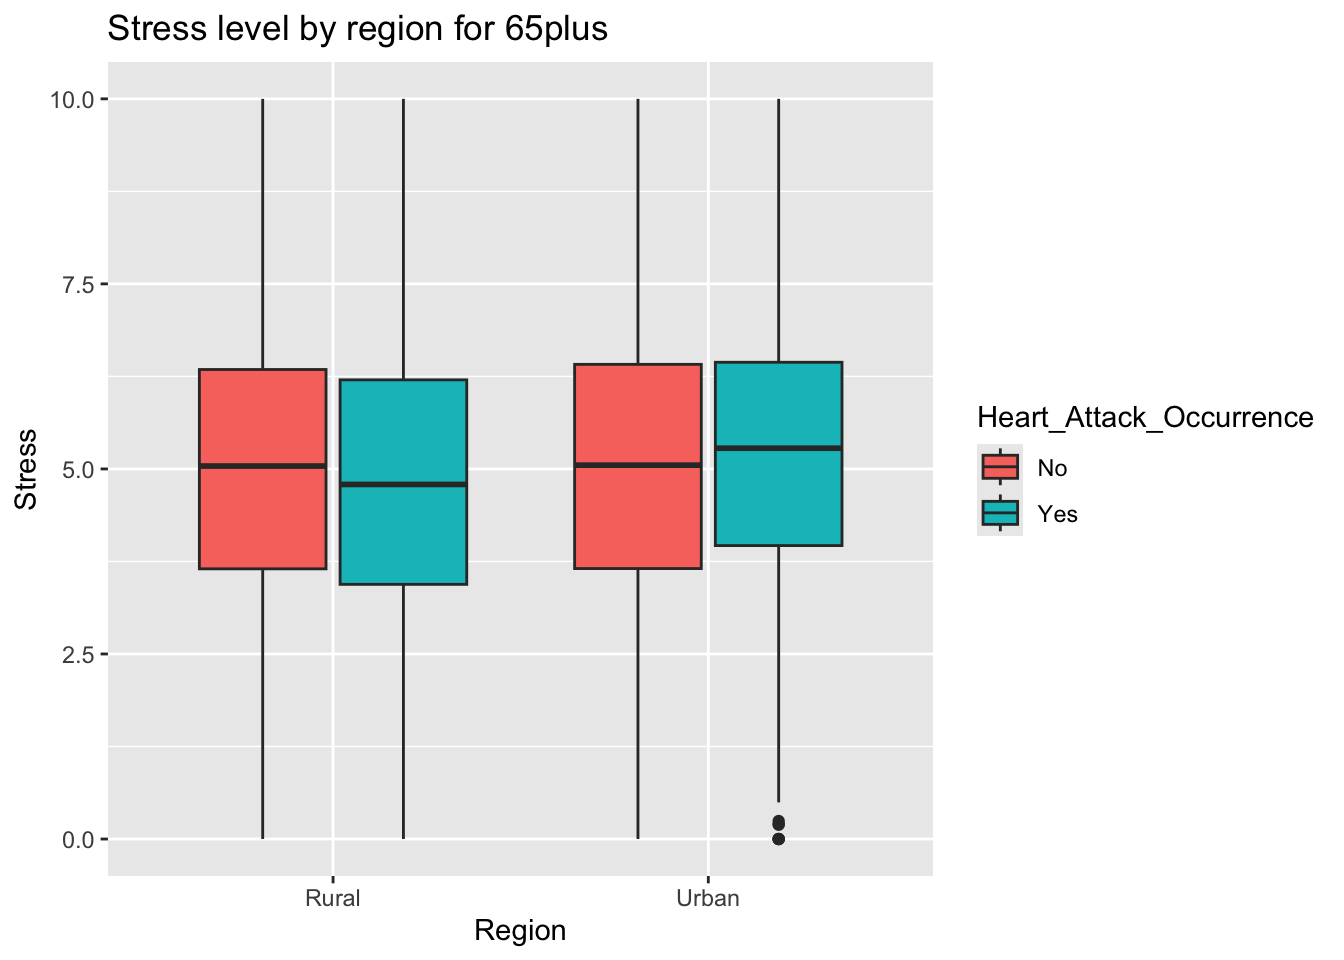 Stress level by region for 65plus
Stress
10.0
7.5
5.0
2.5
0.0
Rural
Urban
Region
Heart_Attack_Occurrence
No
Yes